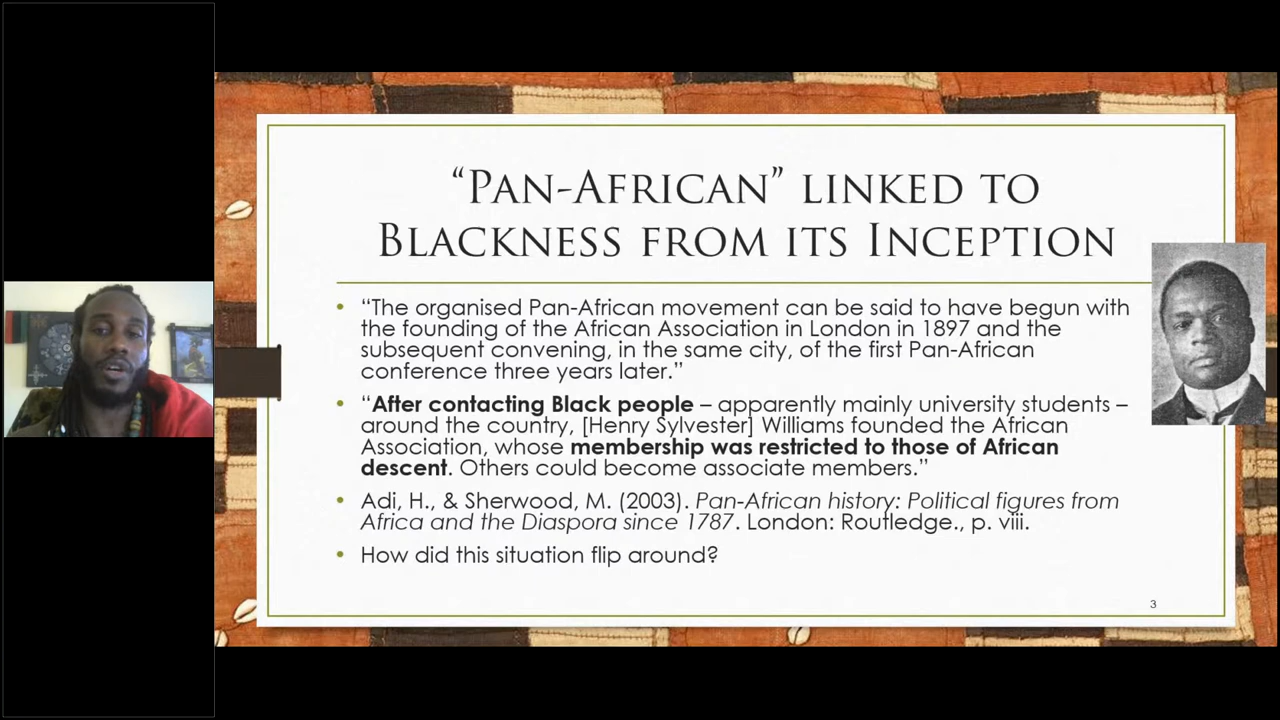 “Pan-African” linked to
Blackness from its Inception
• “The organised Pan-African movement can be said to have begun with
the founding of the African Association in London in 1897 and the
subsequent convening, in the same city, of the first Pan-African
conference three years later.”
• “After contacting Black people – apparently mainly university students –
around the country, [Henry Sylvester] Williams founded the African
Association, whose membership was restricted to those of African
descent. Others could become associate members.”
• Adi, H., & Sherwood, M. (2003). Pan-African history: Political figures from
Africa and the Diaspora since 1787. London: Routledge., p. viii.
• How did this situation flip around?
3